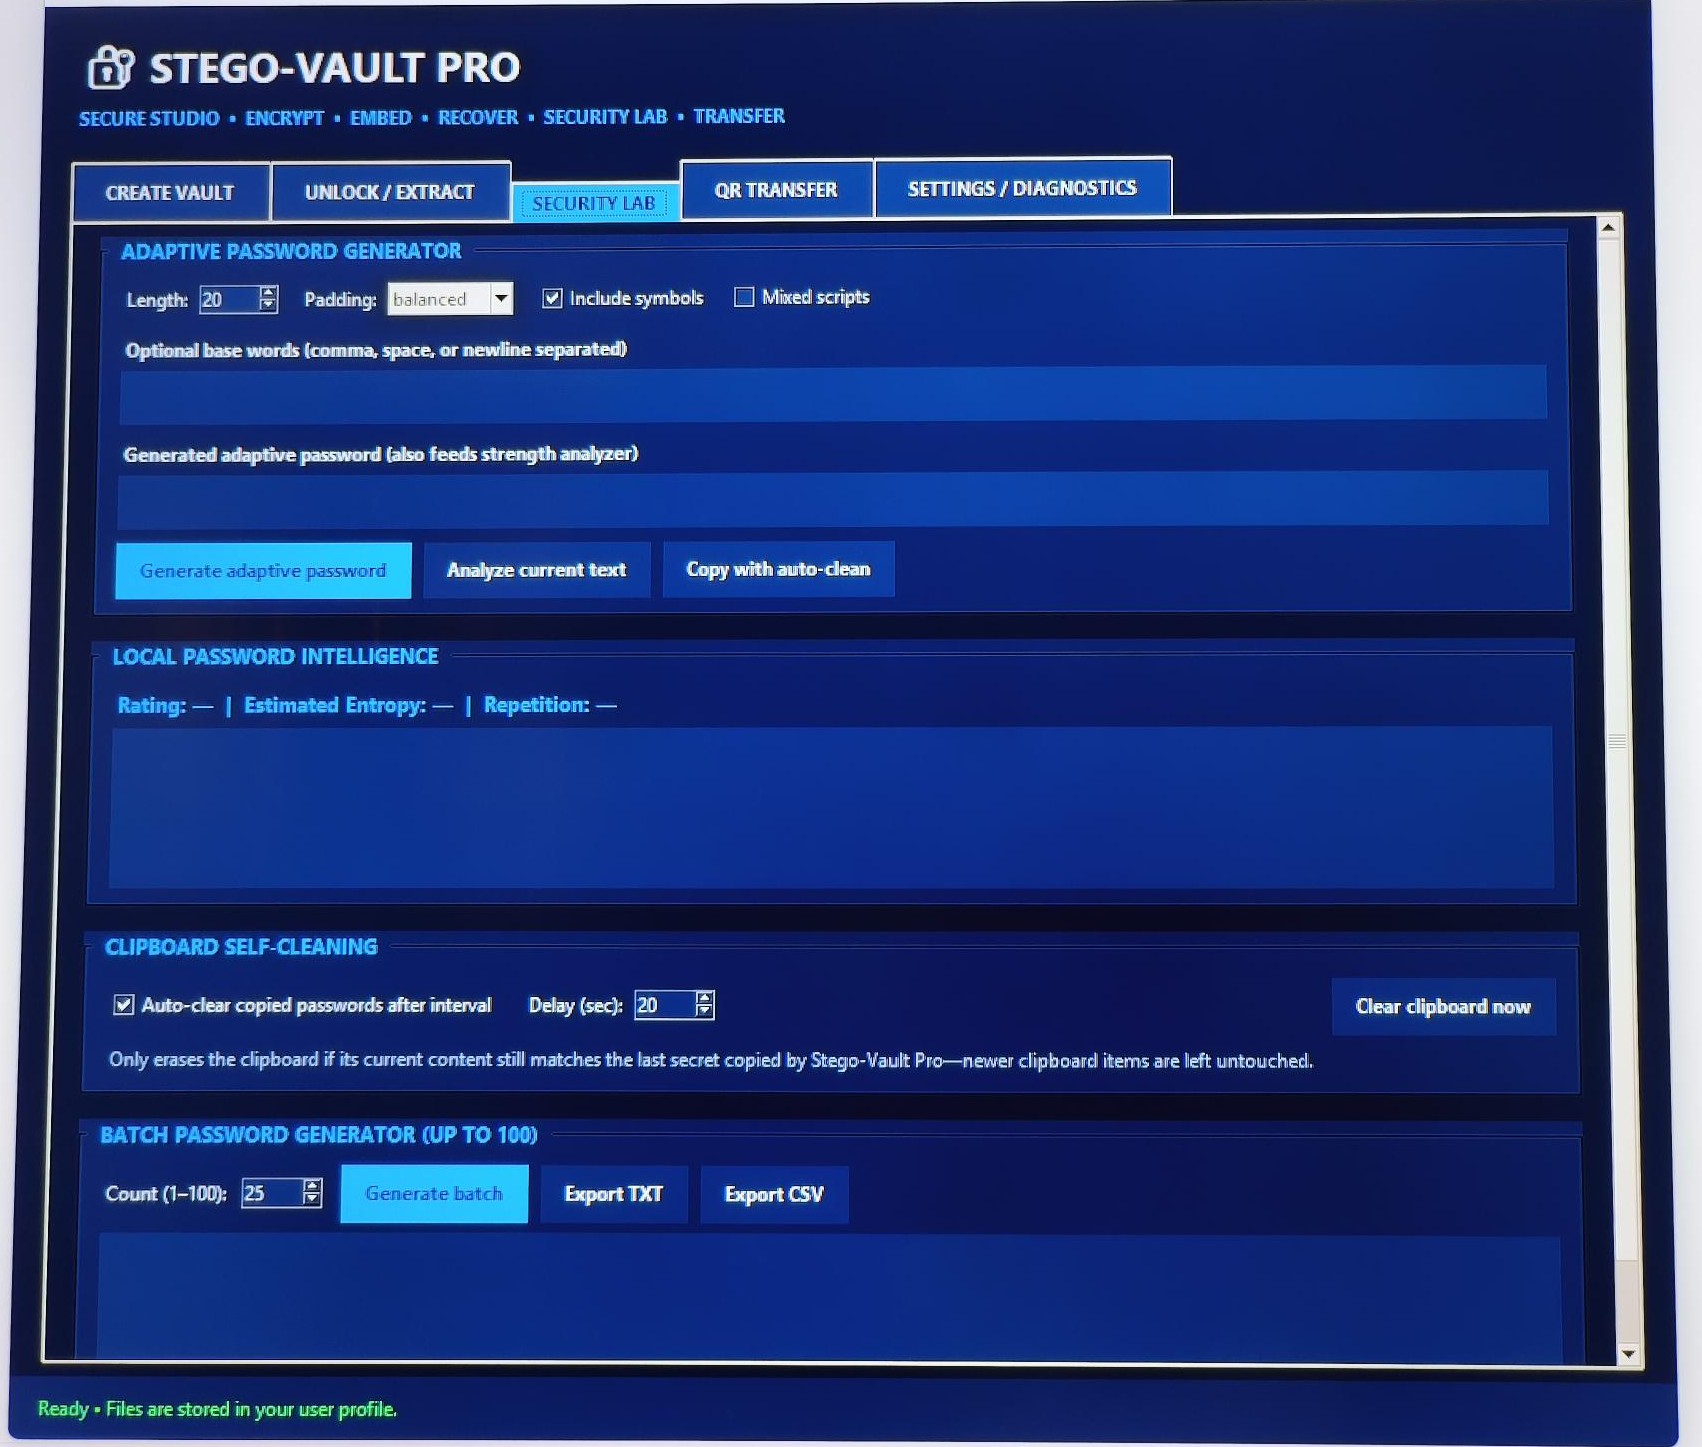 STEGO-VAULT PRO
SECURE STUDIO • ENCRYPT • EMBED • RECOVER • SECURITY LAB • TRANSFER
CREATE VAULT UNLOCK / EXTRACT SECURITY LAB QR TRANSFER SETTINGS / DIAGNOSTICS
ADAPTIVE PASSWORD GENERATOR
Length: 20 Padding: balanced Include symbols Mixed scripts
Optional base words (comma, space, or newline separated)
Generated adaptive password (also feeds strength analyzer)
Generate adaptive password Analyze current text Copy with auto-clean
LOCAL PASSWORD INTELLIGENCE
Rating: — | Estimated Entropy: — | Repetition: —
CLIPBOARD SELF-CLEANING
Auto-clear copied passwords after interval Delay (sec): 20 Clear clipboard now
Only erases the clipboard if its current content still matches the last secret copied by Stego-Vault Pro—newer clipboard items are left untouched.
BATCH PASSWORD GENERATOR (UP TO 100)
Count (1–100): 25 Generate batch Export TXT Export CSV
Ready • Files are stored in your user profile.